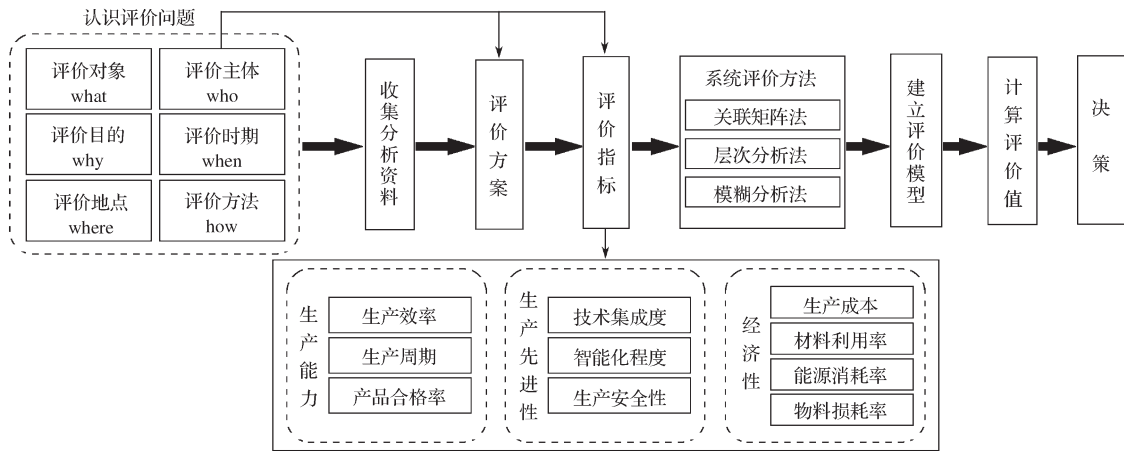 认识评价问题
评价对象
what
评价主体
who
评价目的
why
评价时期
when
评价地点
where
评价方法
how
收集分析资料
评价方案
评价指标
系统评价方法
关联矩阵法
层次分析法
模糊分析法
建立评价模型
计算评价值
决策
生产能力
生产效率
生产周期
产品合格率
生产先进性
技术集成度
智能化程度
生产安全性
经济性
生产成本
材料利用率
能源消耗率
物料损耗率